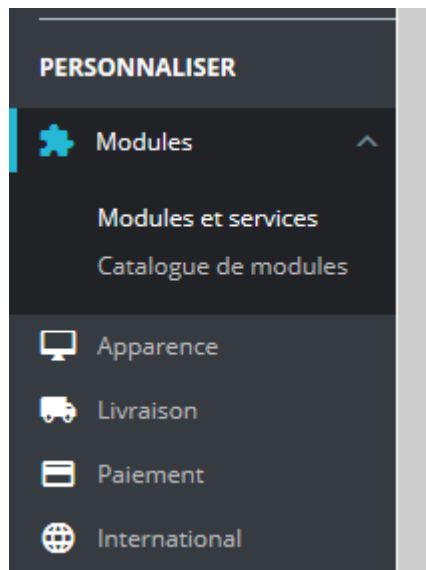 PERSONNALISER
Modules
Modules et services
Catalogue de modules
Apparence
Livraison
Paiement
International